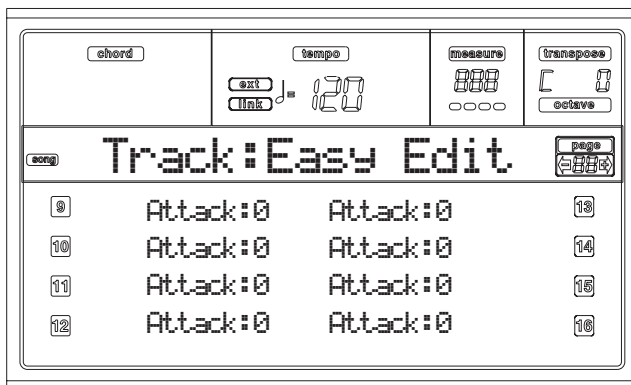 chord tempo measure transpose
ext
link ♩= 120 888 C 0
octave
song Track:Easy Edit page
88
9 Attack:0 Attack:0 13
10 Attack:0 Attack:0 14
11 Attack:0 Attack:0 15
12 Attack:0 Attack:0 16